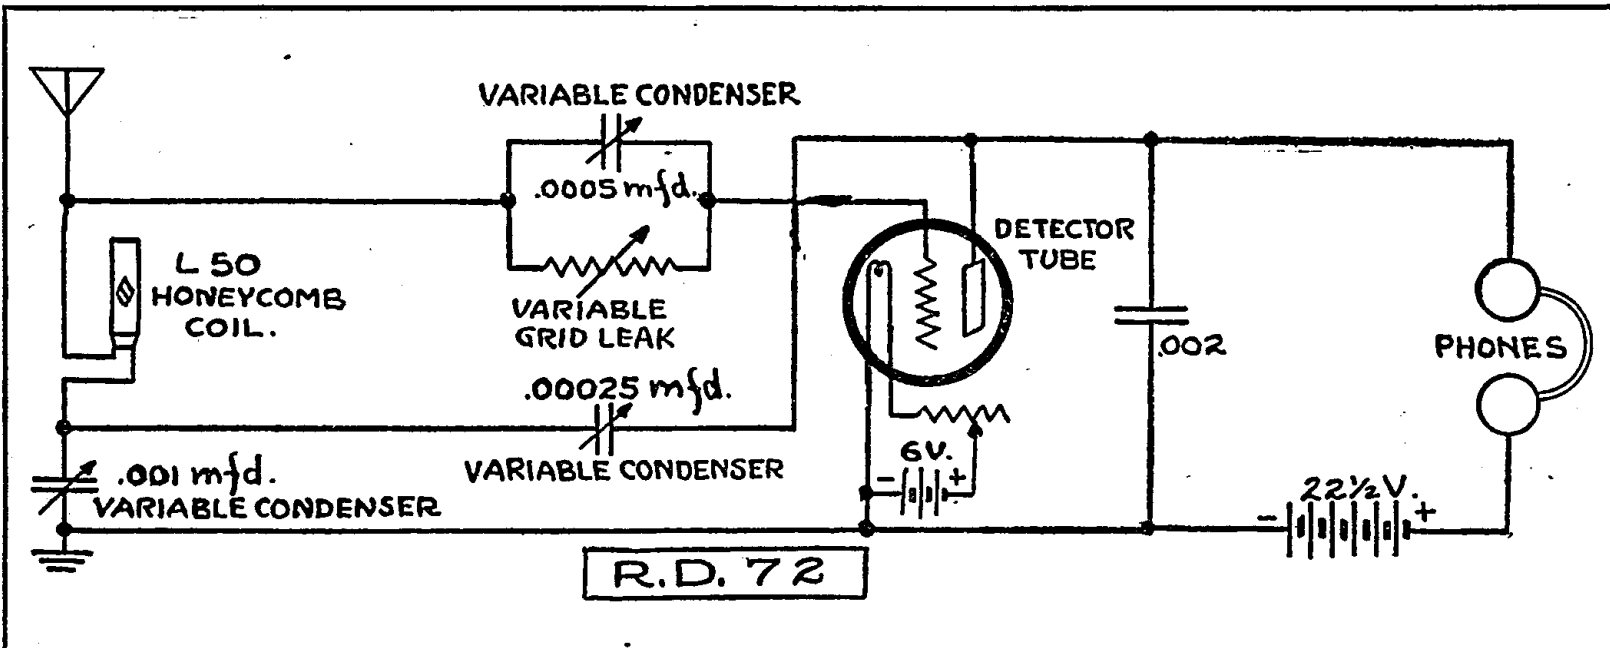 VARIABLE CONDENSER
.0005 mfd.
DETECTOR
TUBE
L 50
HONEYCOMB
COIL.
VARIABLE
GRID LEAK
.002
PHONES
.00025 mfd.
VARIABLE CONDENSER
6V.
- +
.001 mfd.
VARIABLE CONDENSER
22½ V.
- +
R.D. 72